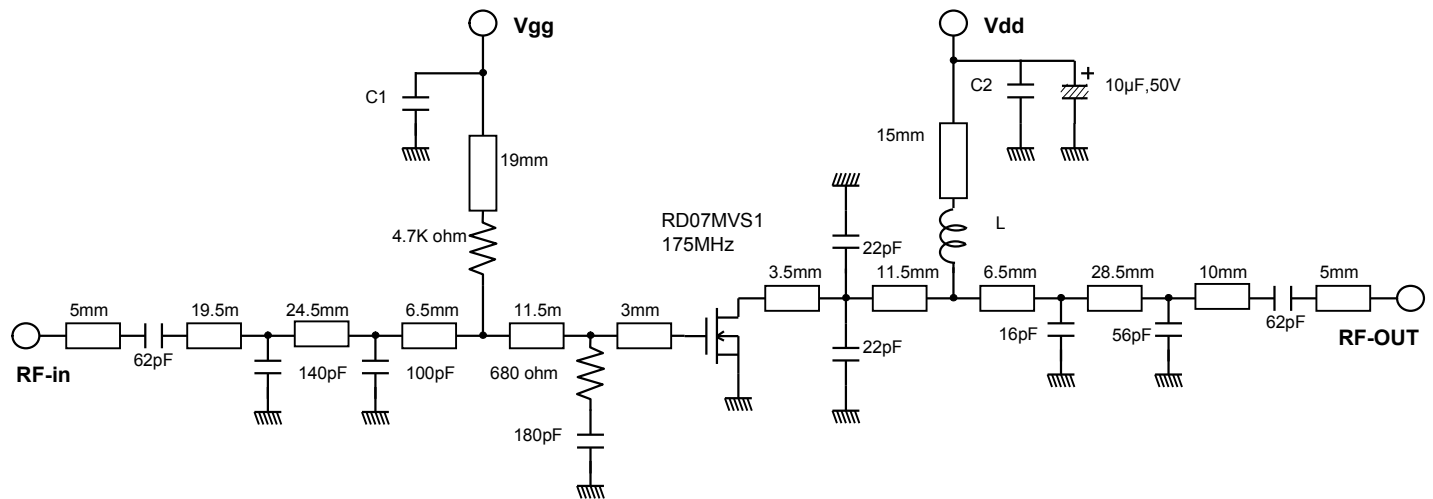 Vgg
Vdd
C1
C2
+
10µF,50V
19mm
15mm
4.7K ohm
RD07MVS1
175MHz
L
22pF
3.5mm
11.5mm
6.5mm
28.5mm
10mm
5mm
5mm
19.5m
24.5mm
6.5mm
11.5m
3mm
62pF
140pF
100pF
680 ohm
22pF
16pF
56pF
62pF
RF-in
RF-OUT
180pF